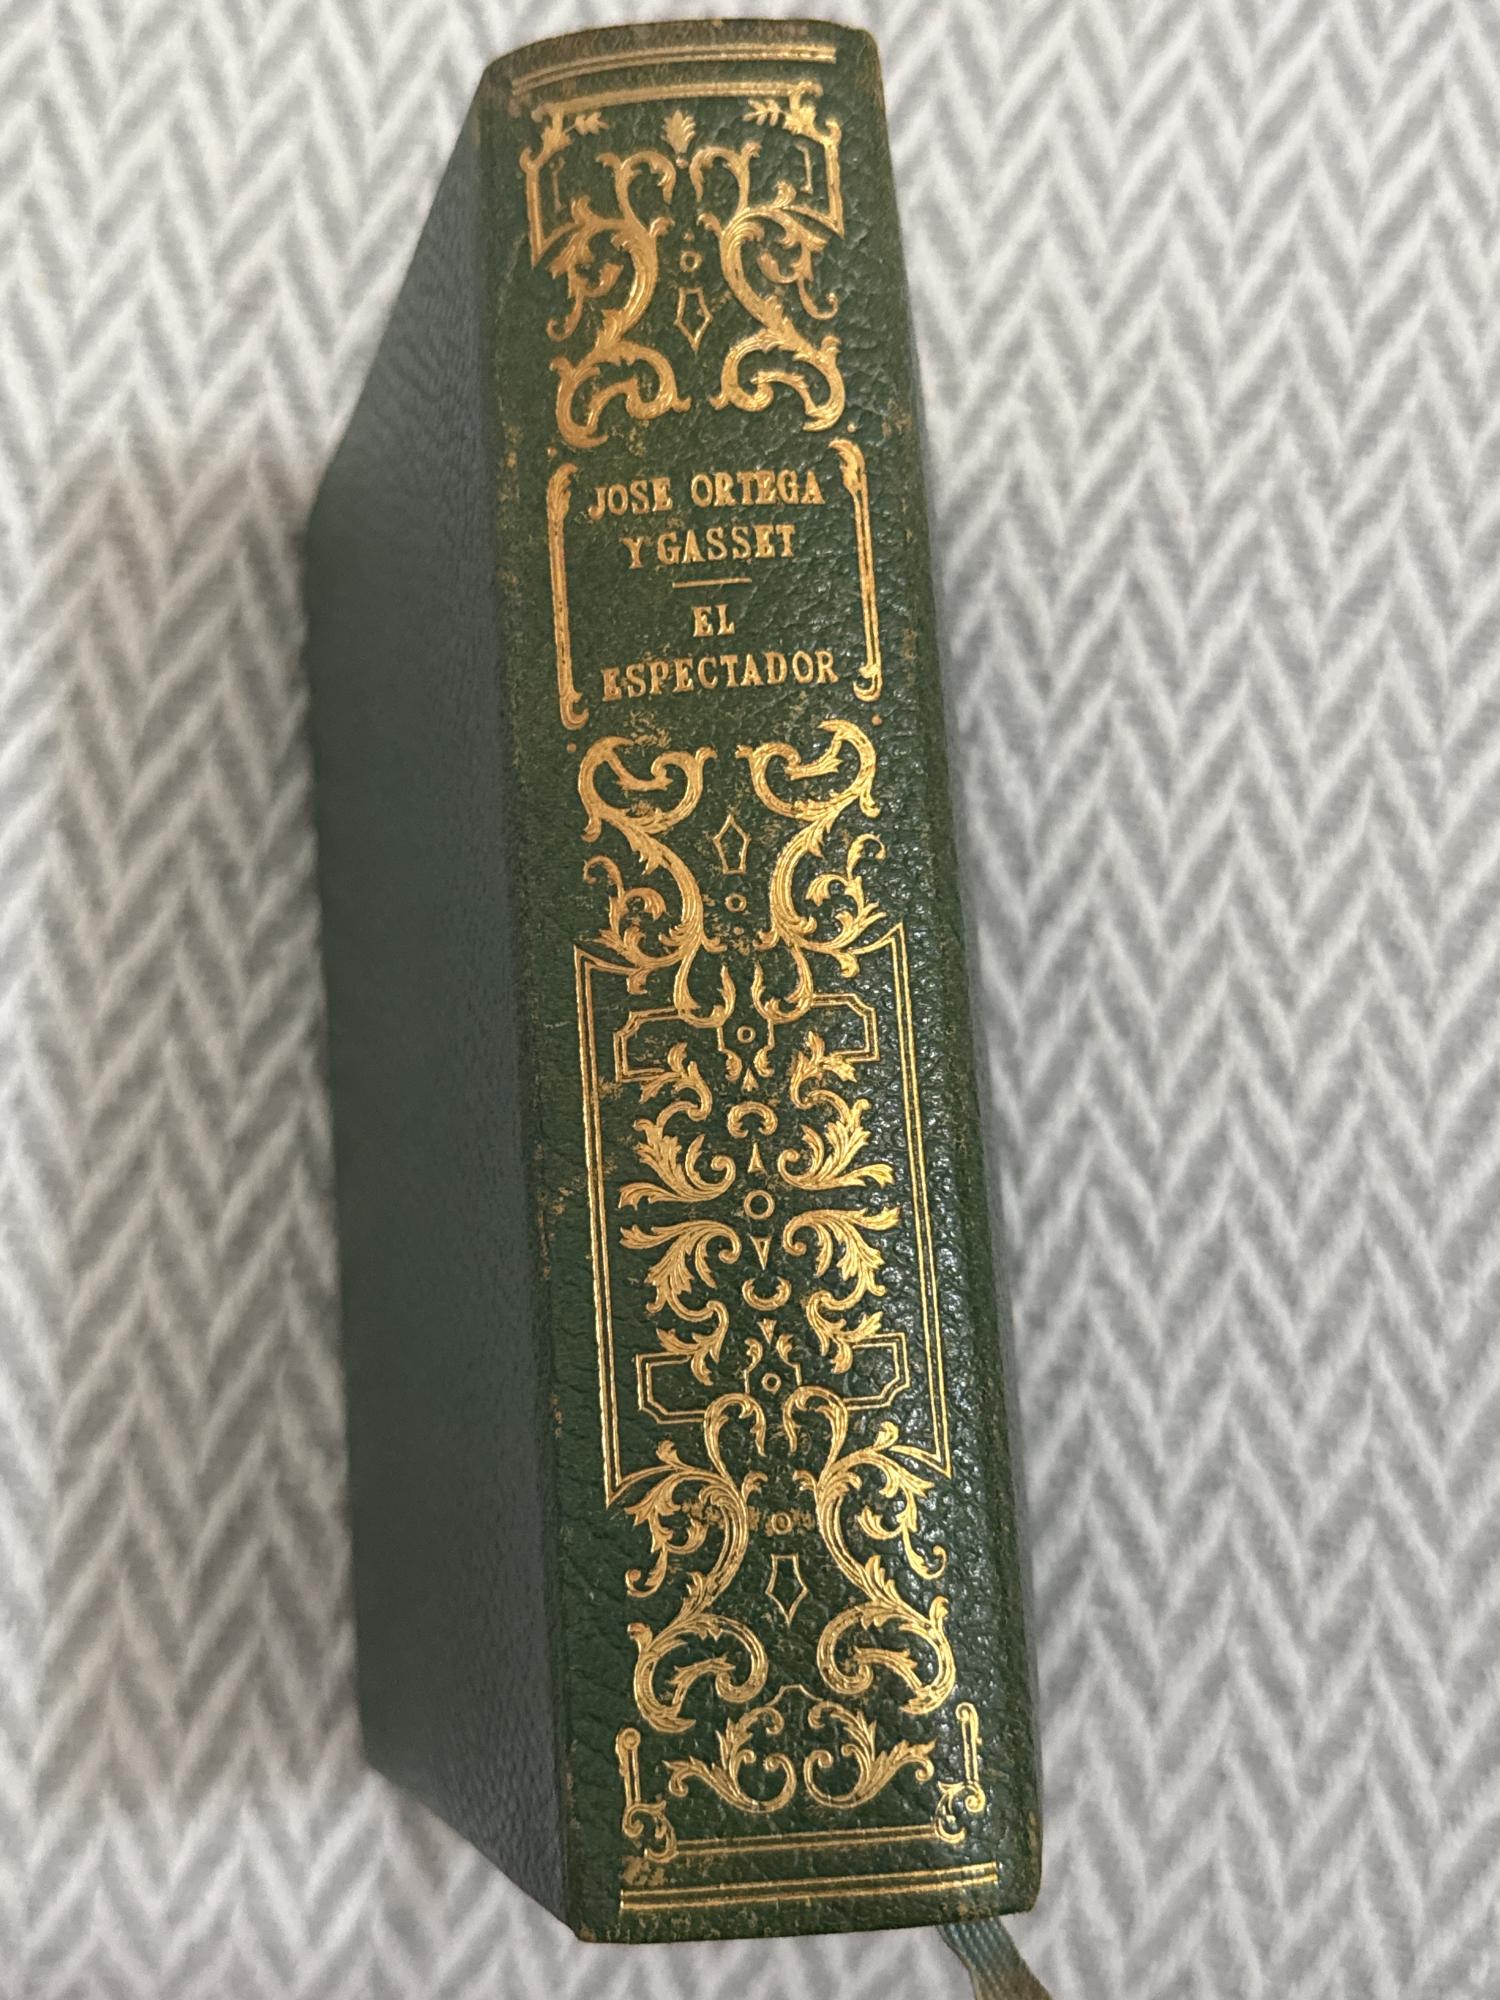 JOSE ORTEGA
Y GASSET
EL
ESPECTADOR